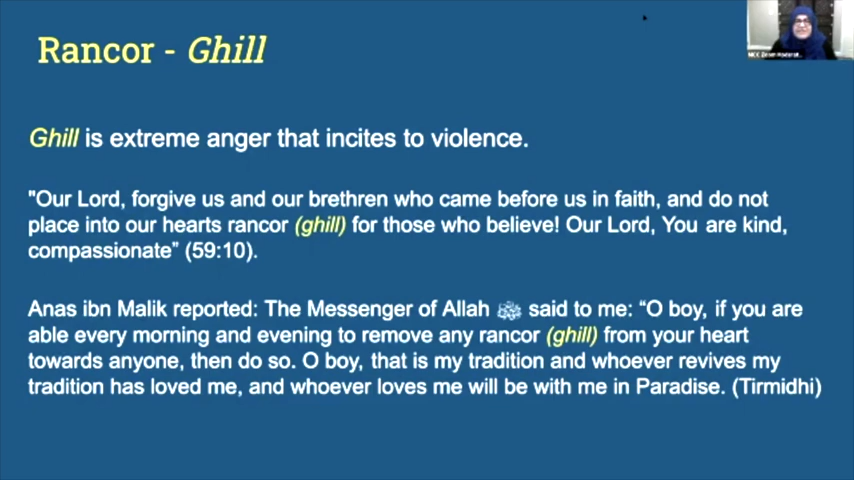 Rancor - Ghill
Ghill is extreme anger that incites to violence.
"Our Lord, forgive us and our brethren who came before us in faith, and do not
place into our hearts rancor (ghill) for those who believe! Our Lord, You are kind,
compassionate” (59:10).
Anas ibn Malik reported: The Messenger of Allah ﷺ said to me: “O boy, if you are
able every morning and evening to remove any rancor (ghill) from your heart
towards anyone, then do so. O boy, that is my tradition and whoever revives my
tradition has loved me, and whoever loves me will be with me in Paradise. (Tirmidhi)